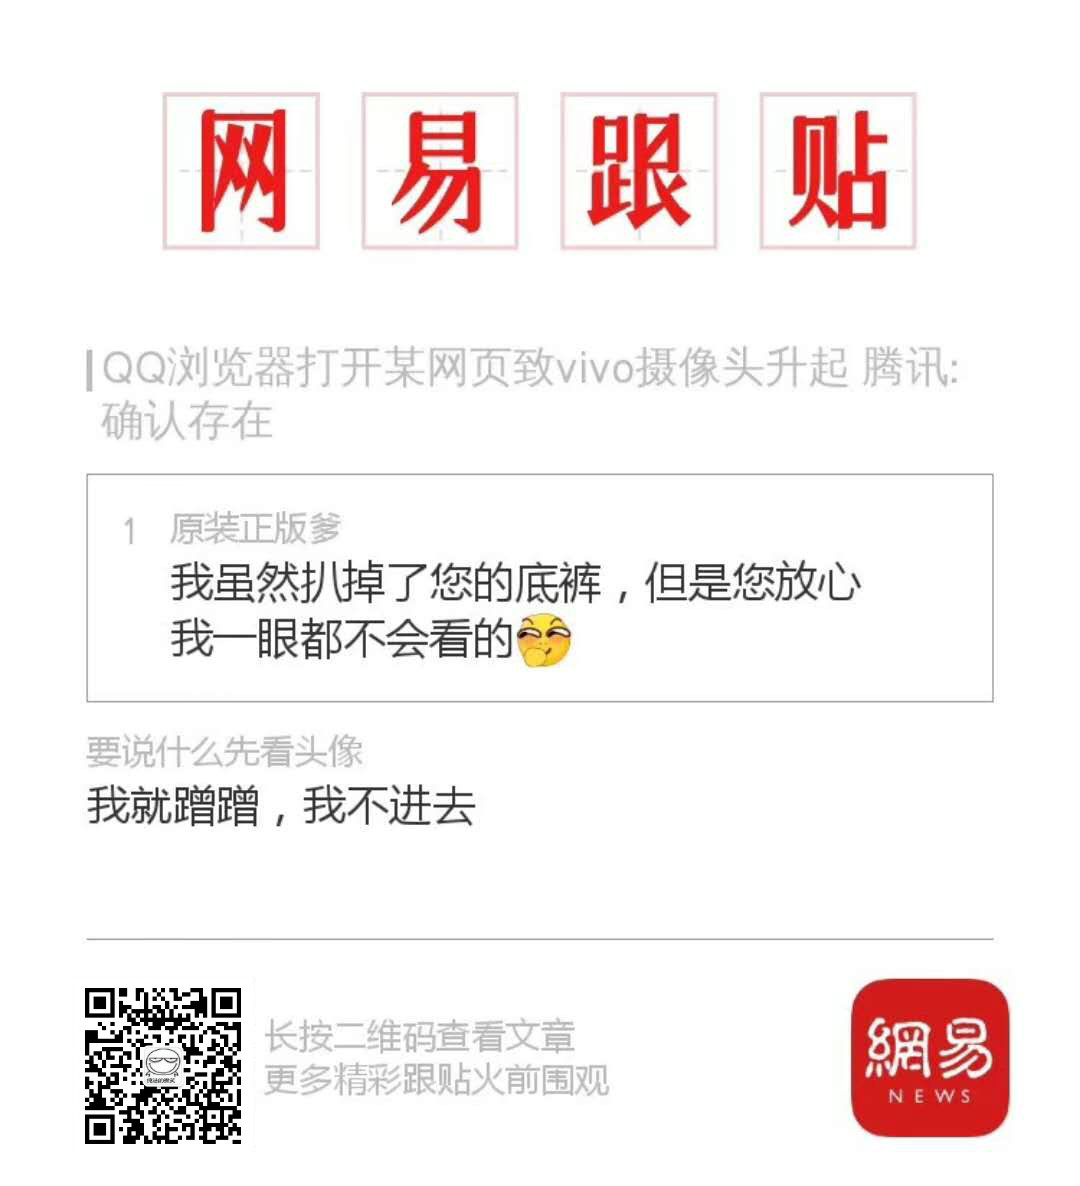 网易跟贴
QQ浏览器打开某网页致vivo摄像头升起 腾讯:
确认存在
1 原装正版爹
我虽然扒掉了您的底裤，但是您放心
我一眼都不会看的
要说什么先看头像
我就蹭蹭，我不进去
长按二维码查看文章
更多精彩跟贴火前围观
網易
NEWS